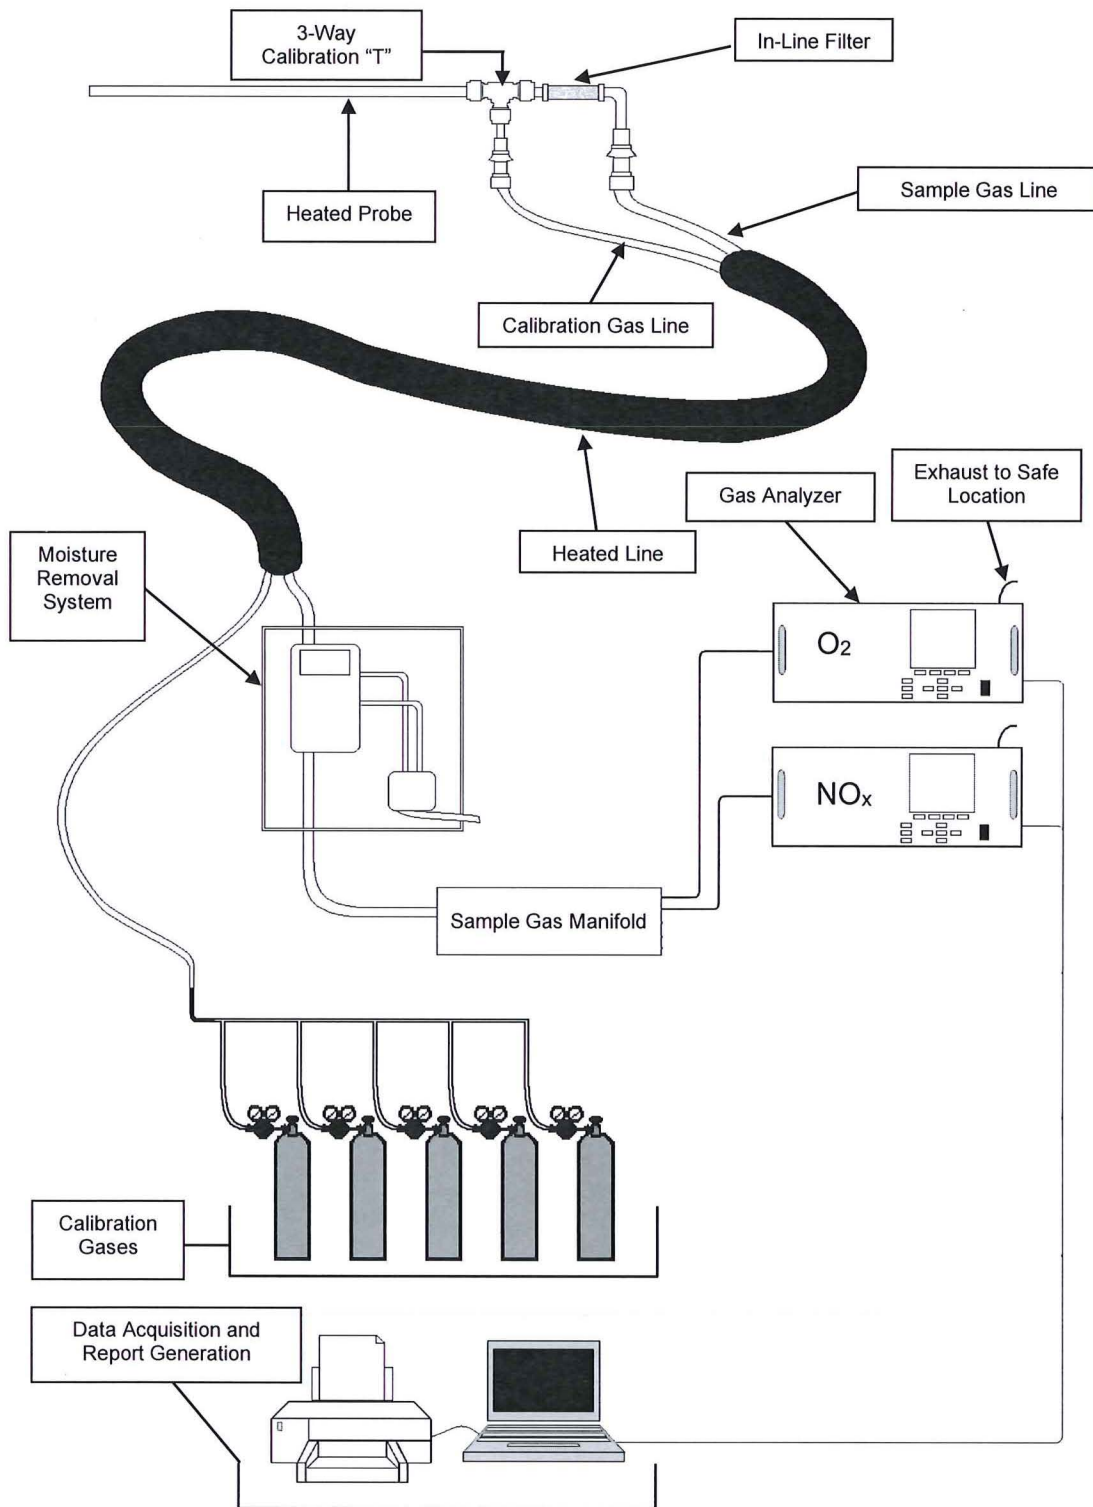 3-Way
Calibration “T”
In-Line Filter
Heated Probe
Sample Gas Line
Calibration Gas Line
Gas Analyzer
Exhaust to Safe
Location
Heated Line
Moisture
Removal
System
O₂
NOₓ
Sample Gas Manifold
Calibration
Gases
Data Acquisition and
Report Generation